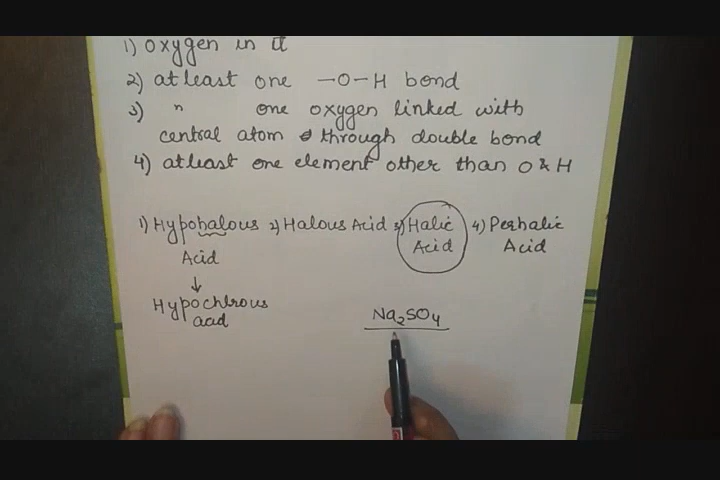 1) Oxygen in it
2) at least one -O-H bond
3) " one oxygen linked with
central atom through double bond
4) atleast one element other than O & H
1) Hypohalous 2) Halous Acid 3) Halic 4) Perhalic
Acid Acid Acid
↓
Hypochlrous
acid
Na₂SO₄